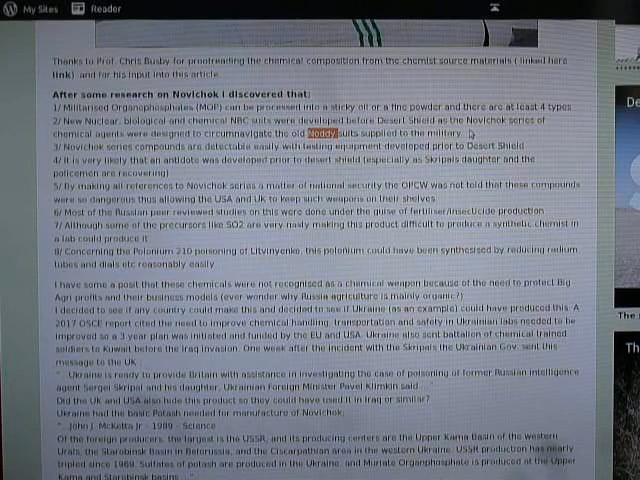 My Sites Reader
Thanks to Prof. Chris Busby for proofreading the chemical composition from the chemist source materials ( linked here
link) and for his input into this article.
After some research on Novichok I discovered that:
1/ Militarised Organophosphates (MOP) can be processed into a sticky oil or a fine powder and there are at least 4 types
2/ New Nuclear, biological and chemical NBC suits were developed before Desert Shield as the Novichok series of
chemical agents were designed to circumnavigate the old Noddy suits supplied to the military.
3/ Novichok series compounds are detectable easily with testing equipment developed prior to Desert Shield
4/ It is very likely that an antidote was developed prior to desert shield (especially as Skripals daughter and the
policemen are recovering)
5/ By making all references to Novichok series a matter of national security the OPCW was not told that these compounds
were so dangerous thus allowing the USA and UK to keep such weapons on their shelves
6/ Most of the Russian peer reviewed studies on this were done under the guise of fertiliser/insecticide production
7/ Although some of the precursors like SO2 are very nasty making this product difficult to produce a synthetic chemist in
a lab could produce it
8/ Concerning the Polonium 210 poisoning of Litvinyenko, this polonium could have been synthesised by reducing radium
tubes and dials etc reasonably easily
I have some a posit that these chemicals were not recognised as a chemical weapon because of the need to protect Big
Agri profits and their business models (ever wonder why Russia agriculture is mainly organic?)
I decided to see if any country could make this and decided to see if Ukraine (as an example) could have produced this. A
2017 OSCE report cited the need to improve chemical handling, transportation and safety in Ukrainian labs needed to be
improved so a 3 year plan was initiated and funded by the EU and USA. Ukraine also sent battalion of chemical trained
soldiers to Kuwait before the Iraq invasion. One week after the incident with the Skripals the Ukrainian Gov. sent this
message to the UK :
"...Ukraine is ready to provide Britain with assistance in investigating the case of poisoning of former Russian intelligence
agent Sergei Skripal and his daughter, Ukrainian Foreign Minister Pavel Klimkin said...."
Did the UK and USA also hide this product so they could have used it in Iraq or similar?
Ukraine had the basic Potash needed for manufacture of Novichok;
"...John J. McKetta Jr - 1989 - Science
Of the foreign producers, the largest is the USSR, and its producing centers are the Upper Kama Basin of the western
Urals, the Starobinsk Basin in Belorussia, and the Ciscarpathian area in the western Ukraine. USSR production has nearly
tripled since 1969. Sulfates of potash are produced in the Ukraine, and Muriate Organphosphate is produced at the Upper
Kama and Starobinsk basins..."
De
The s
Th